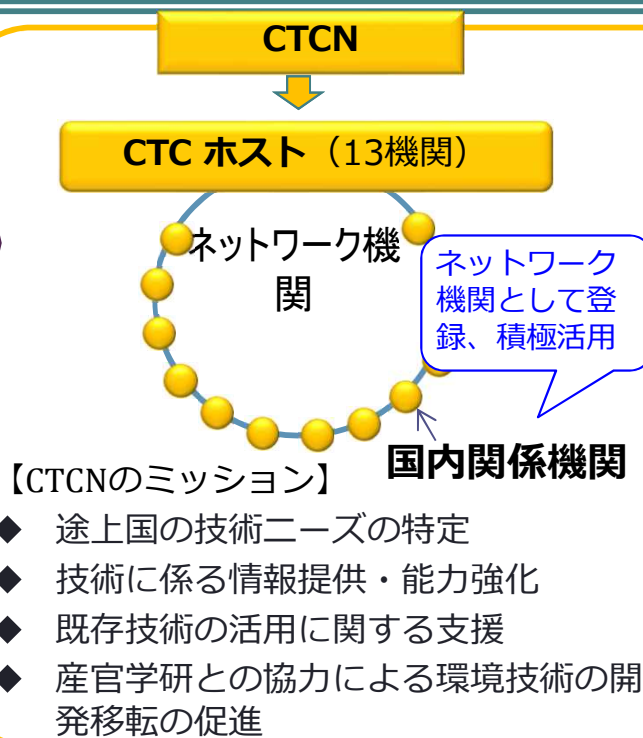 CTCN
CTC ホスト（13機関）
ネットワーク機
関
ネットワーク
機関として登
録、積極活用
国内関係機関
【CTCNのミッション】
◆ 途上国の技術ニーズの特定
◆ 技術に係る情報提供・能力強化
◆ 既存技術の活用に関する支援
◆ 産官学研との協力による環境技術の開
発移転の促進